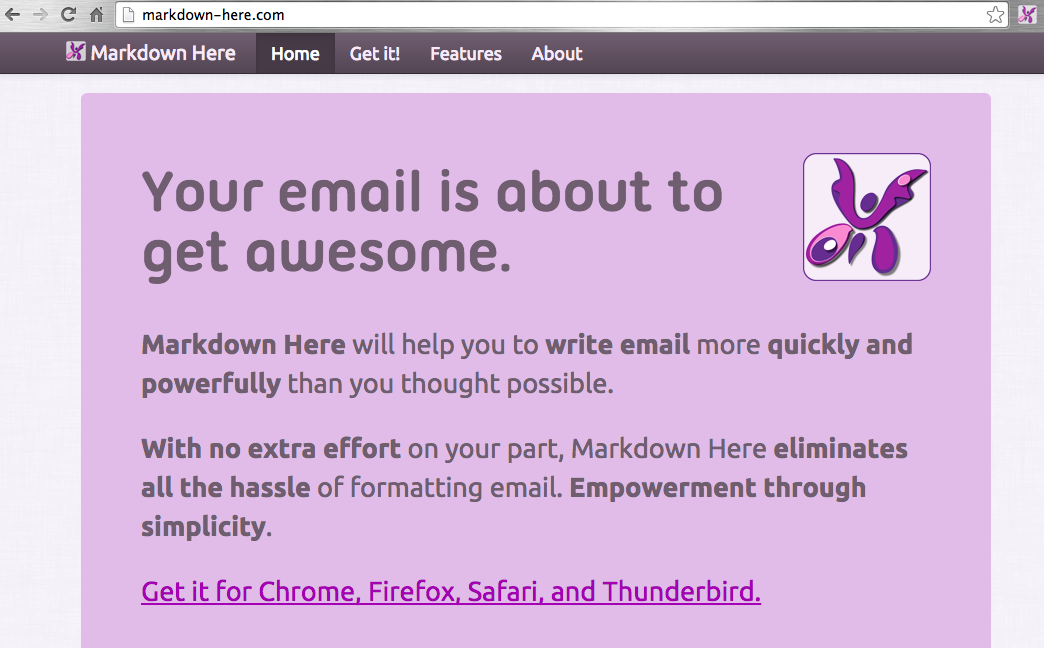 markdown-here.com
Markdown Here Home Get it! Features About
Your email is about to
get awesome.
Markdown Here will help you to write email more quickly and
powerfully than you thought possible.
With no extra effort on your part, Markdown Here eliminates
all the hassle of formatting email. Empowerment through
simplicity.
Get it for Chrome, Firefox, Safari, and Thunderbird.